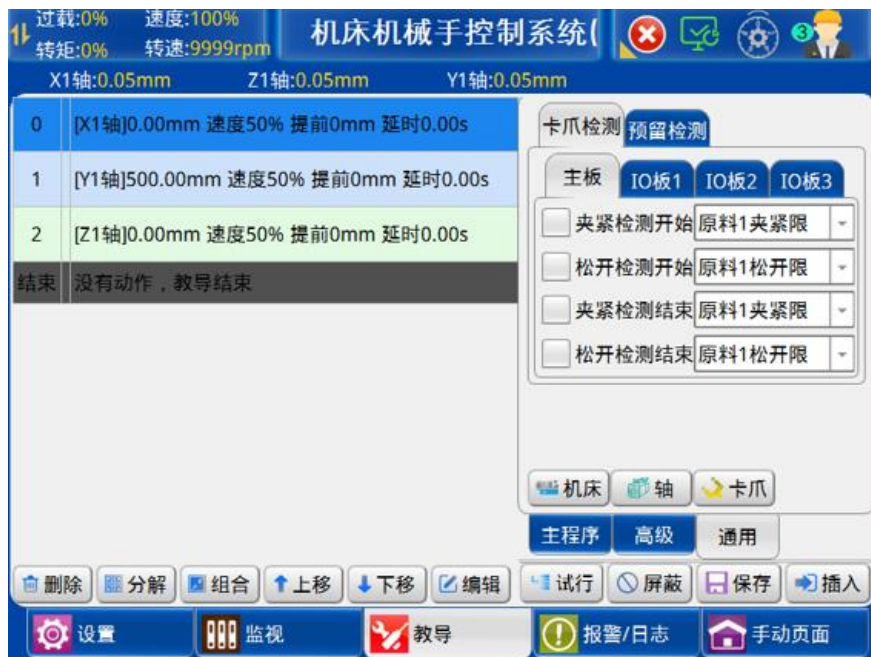 过载:0% 速度:100%
机床机械手控制系统(
3
转矩:0% 转速:9999rpm
X1轴:0.05mm Z1轴:0.05mm Y1轴:0.05mm
0 [X1轴]0.00mm 速度50% 提前0mm 延时0.00s
1 [Y1轴]500.00mm 速度50% 提前0mm 延时0.00s
2 [Z1轴]0.00mm 速度50% 提前0mm 延时0.00s
结束 没有动作，教导结束
卡爪检测 预留检测
主板 IO板1 IO板2 IO板3
夹紧检测开始 原料1夹紧限
松开检测开始 原料1松开限
夹紧检测结束 原料1夹紧限
松开检测结束 原料1松开限
机床 轴 卡爪
主程序 高级 通用
删除 分解 组合 上移 下移 编辑 试行 屏蔽 保存 插入
设置 监视 教导 报警/日志 手动页面